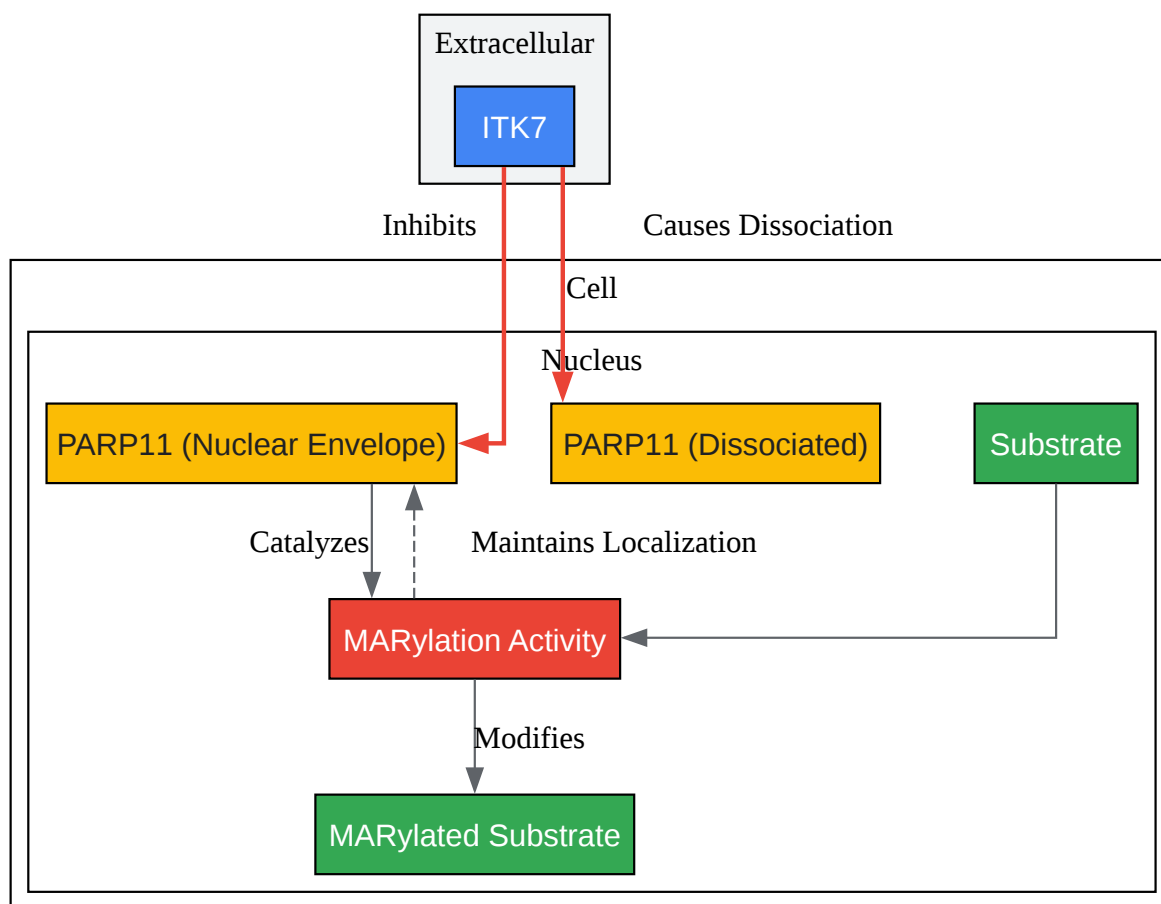 Extracellular
ITK7
Inhibits
Causes Dissociation
Cell
Nucleus
PARP11 (Nuclear Envelope)
PARP11 (Dissociated)
Substrate
Catalyzes
Maintains Localization
MARylation Activity
Modifies
MARylated Substrate